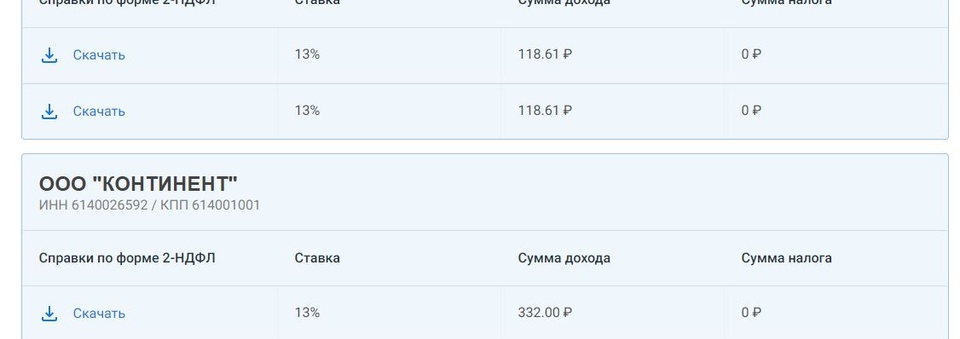 Справки по форме 2-НДФЛ Ставка Сумма дохода Сумма налога
Скачать 13% 118.61 ₽ 0 ₽
Скачать 13% 118.61 ₽ 0 ₽
ООО "КОНТИНЕНТ"
ИНН 6140026592 / КПП 614001001
Справки по форме 2-НДФЛ Ставка Сумма дохода Сумма налога
Скачать 13% 332.00 ₽ 0 ₽